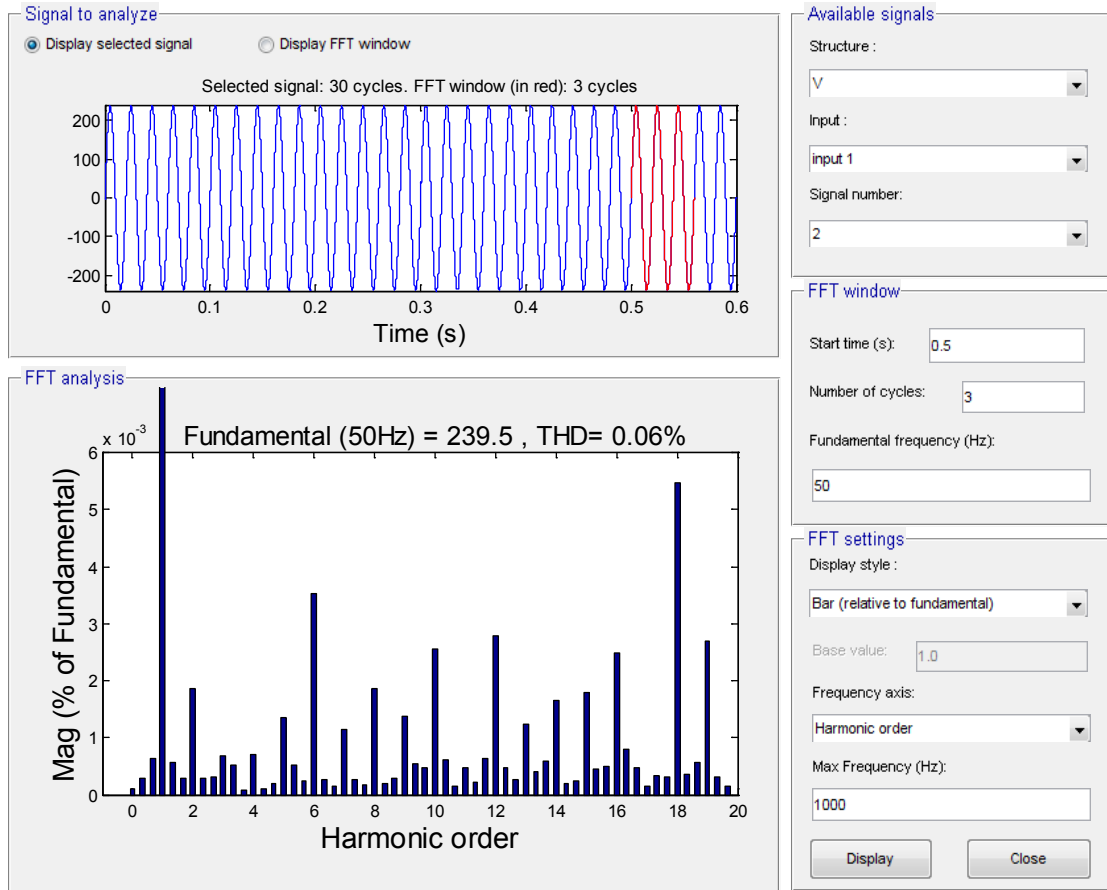 Signal to analyze
Display selected signal
Display FFT window
Selected signal: 30 cycles. FFT window (in red): 3 cycles
200
100
0
-100
-200
0 0.1 0.2 0.3 0.4 0.5 0.6
Time (s)
FFT analysis
x 10⁻³
Fundamental (50Hz) = 239.5 , THD= 0.06%
6
5
4
3
2
1
0
Mag (% of Fundamental)
0 2 4 6 8 10 12 14 16 18 20
Harmonic order
Available signals
Structure :
V
Input :
input 1
Signal number:
2
FFT window
Start time (s): 0.5
Number of cycles: 3
Fundamental frequency (Hz):
50
FFT settings
Display style :
Bar (relative to fundamental)
Base value: 1.0
Frequency axis:
Harmonic order
Max Frequency (Hz):
1000
Display
Close